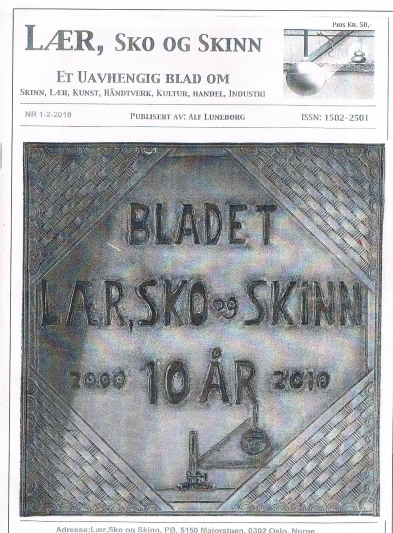 PRIS KR. 50,-
LÆR, SKO OG SKINN
ET UAVHENGIG BLAD OM
SKINN, LÆR, KUNST, HÅNDTVERK, KULTUR, HANDEL, INDUSTRI
NR 1-2-2010
PUBLISERT AV: ALF LUNEBORG
ISSN: 1502-2501
BLADET
LÆR,SKO og SKINN
2000 10 ÅR 2010
Adresse;Lær,Sko og Skinn, PB. 5150 Majorstuen, 0302 Oslo, Norge